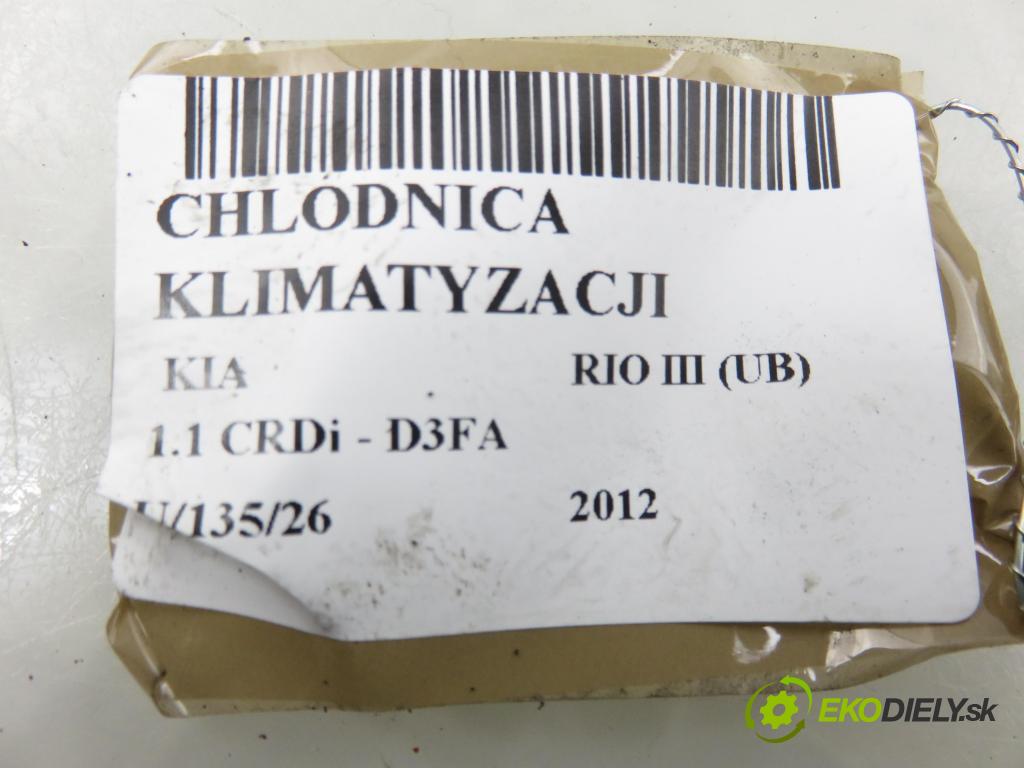 CHLODNICA
KLIMATYZACJI
KIA RIO III (UB)
1.1 CRDi - D3FA
U/135/26 2012
EKODIELY.sk